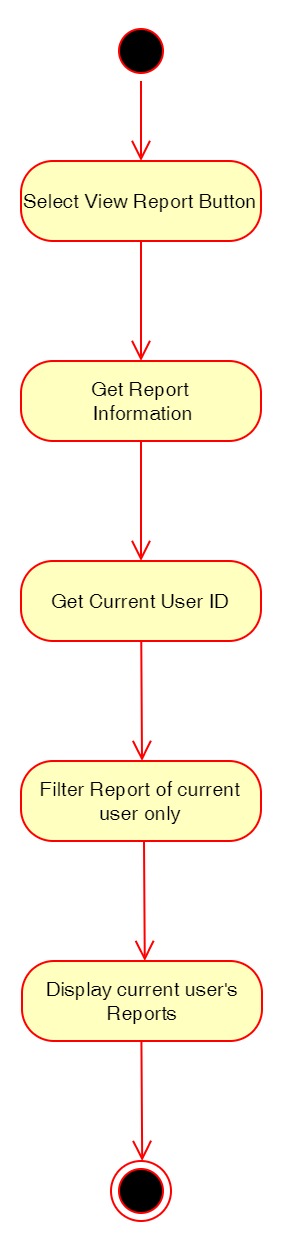 Select View Report Button
Get Report
Information
Get Current User ID
Filter Report of current
user only
Display current user's
Reports